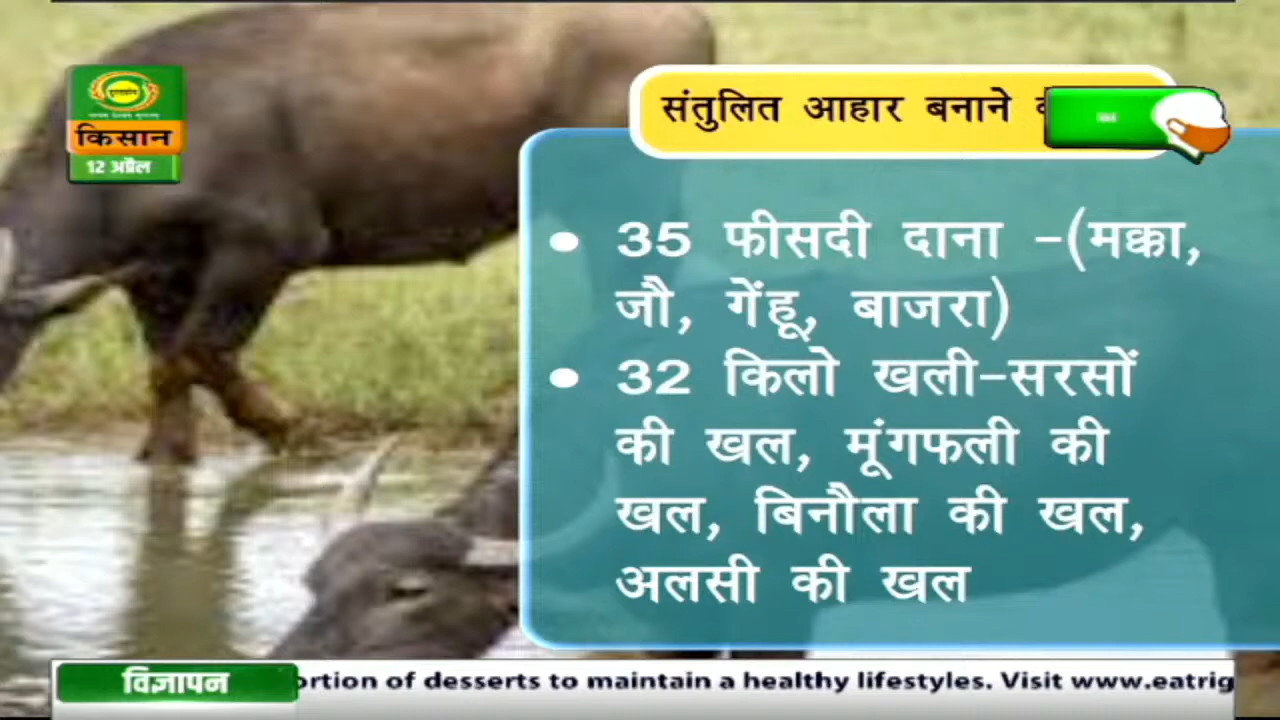 किसान
12 अप्रैल
संतुलित आहार बनाने
• 35 फीसदी दाना -(मक्का,
जौ, गेंहू, बाजरा)
• 32 किलो खली-सरसों
की खल, मूंगफली की
खल, बिनौला की खल,
अलसी की खल
विज्ञापन ortion of desserts to maintain a healthy lifestyles. Visit www.eatrig